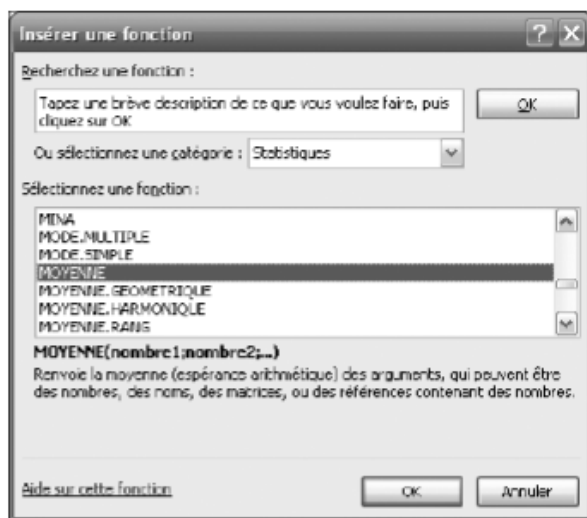 Insérer une fonction
Recherchez une fonction :
Tapez une brève description de ce que vous voulez faire, puis
cliquez sur OK
OK
Ou sélectionnez une catégorie : Statistiques
Sélectionnez une fonction :
MINA
MODE.MULTIPLE
MODE.SIMPLE
MOYENNE
MOYENNE.GEOMETRIQUE
MOYENNE.HARMONIQUE
MOYENNE.RANG
MOYENNE(nombre1;nombre2;...)
Renvoie la moyenne (espérance arithmétique) des arguments, qui peuvent être
des nombres, des noms, des matrices, ou des références contenant des nombres.
Aide sur cette fonction
OK
Annuler